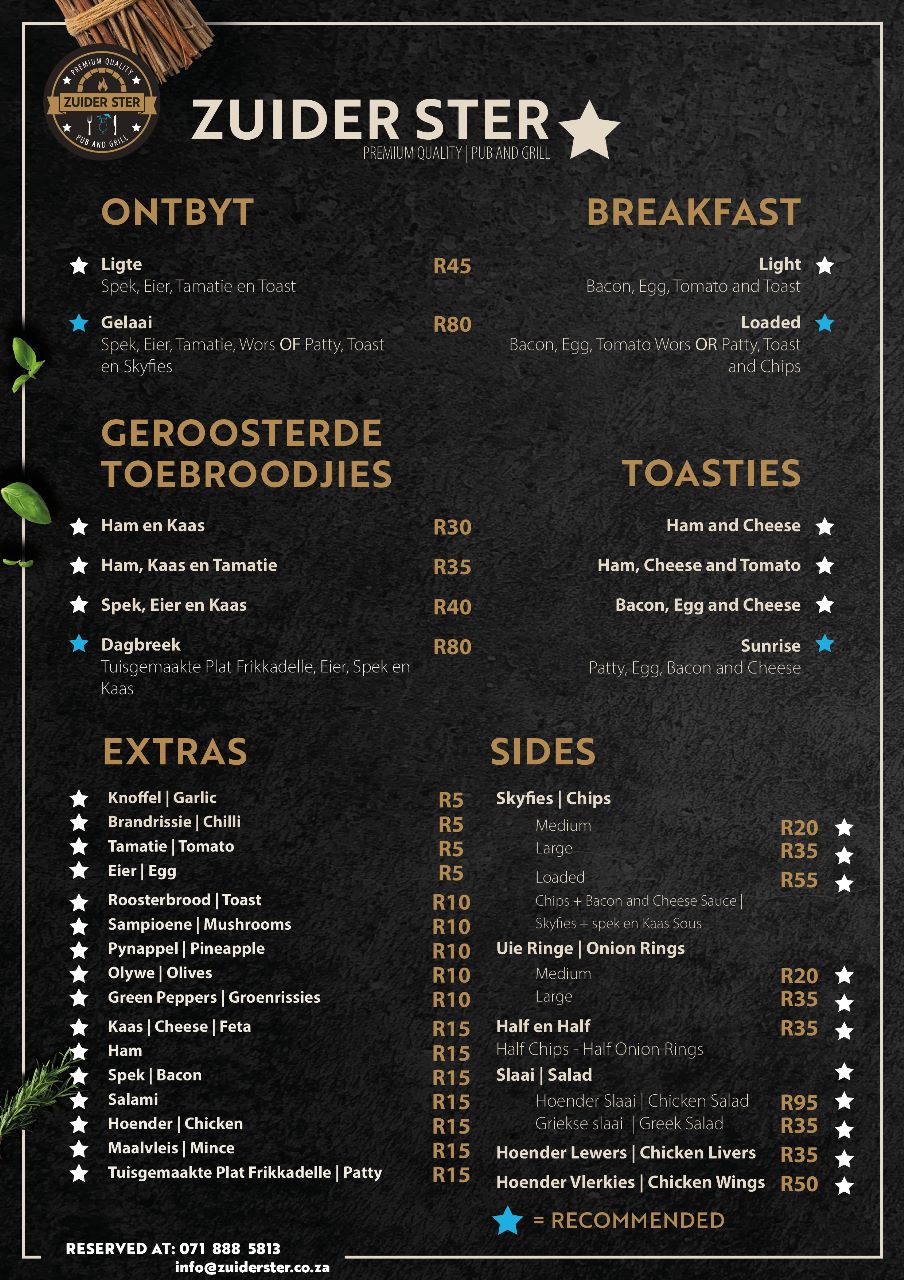 PREMIUM QUALITY
ZUIDER STER
PUB AND GRILL
ZUIDER STER
PREMIUM QUALITY | PUB AND GRILL
ONTBYT
BREAKFAST
Ligte R45 Light
Spek, Eier, Tamatie en Toast Bacon, Egg, Tomato and Toast
Gelaai R80 Loaded
Spek, Eier, Tamatie, Wors OF Patty, Toast Bacon, Egg, Tomato Wors OR Patty, Toast
en Skyfies and Chips
GEROOSTERDE
TOEBROODJIES TOASTIES
Ham en Kaas R30 Ham and Cheese
Ham, Kaas en Tamatie R35 Ham, Cheese and Tomato
Spek, Eier en Kaas R40 Bacon, Egg and Cheese
Dagbreek R80 Sunrise
Tuisgemaakte Plat Frikkadelle, Eier, Spek en Patty, Egg, Bacon and Cheese
Kaas
EXTRAS
Knoffel | Garlic R5
Brandrissie | Chilli R5
Tamatie | Tomato R5
Eier | Egg R5
Roosterbrood | Toast R10
Sampioene | Mushrooms R10
Pynappel | Pineapple R10
Olywe | Olives R10
Green Peppers | Groenrissies R10
Kaas | Cheese | Feta R15
Ham R15
Spek | Bacon R15
Salami R15
Hoender | Chicken R15
Maalvleis | Mince R15
Tuisgemaakte Plat Frikkadelle | Patty R15
SIDES
Skyfies | Chips
Medium R20
Large R35
Loaded R55
Chips + Bacon and Cheese Sauce |
Skyfies + spek en Kaas Sous
Uie Ringe | Onion Rings
Medium R20
Large R35
Half en Half R35
Half Chips - Half Onion Rings
Slaai | Salad
Hoender Slaai | Chicken Salad R95
Griekse slaai | Greek Salad R35
Hoender Lewers | Chicken Livers R35
Hoender Vlerkies | Chicken Wings R50
= RECOMMENDED
RESERVED AT: 071 888 5813
info@zuiderster.co.za